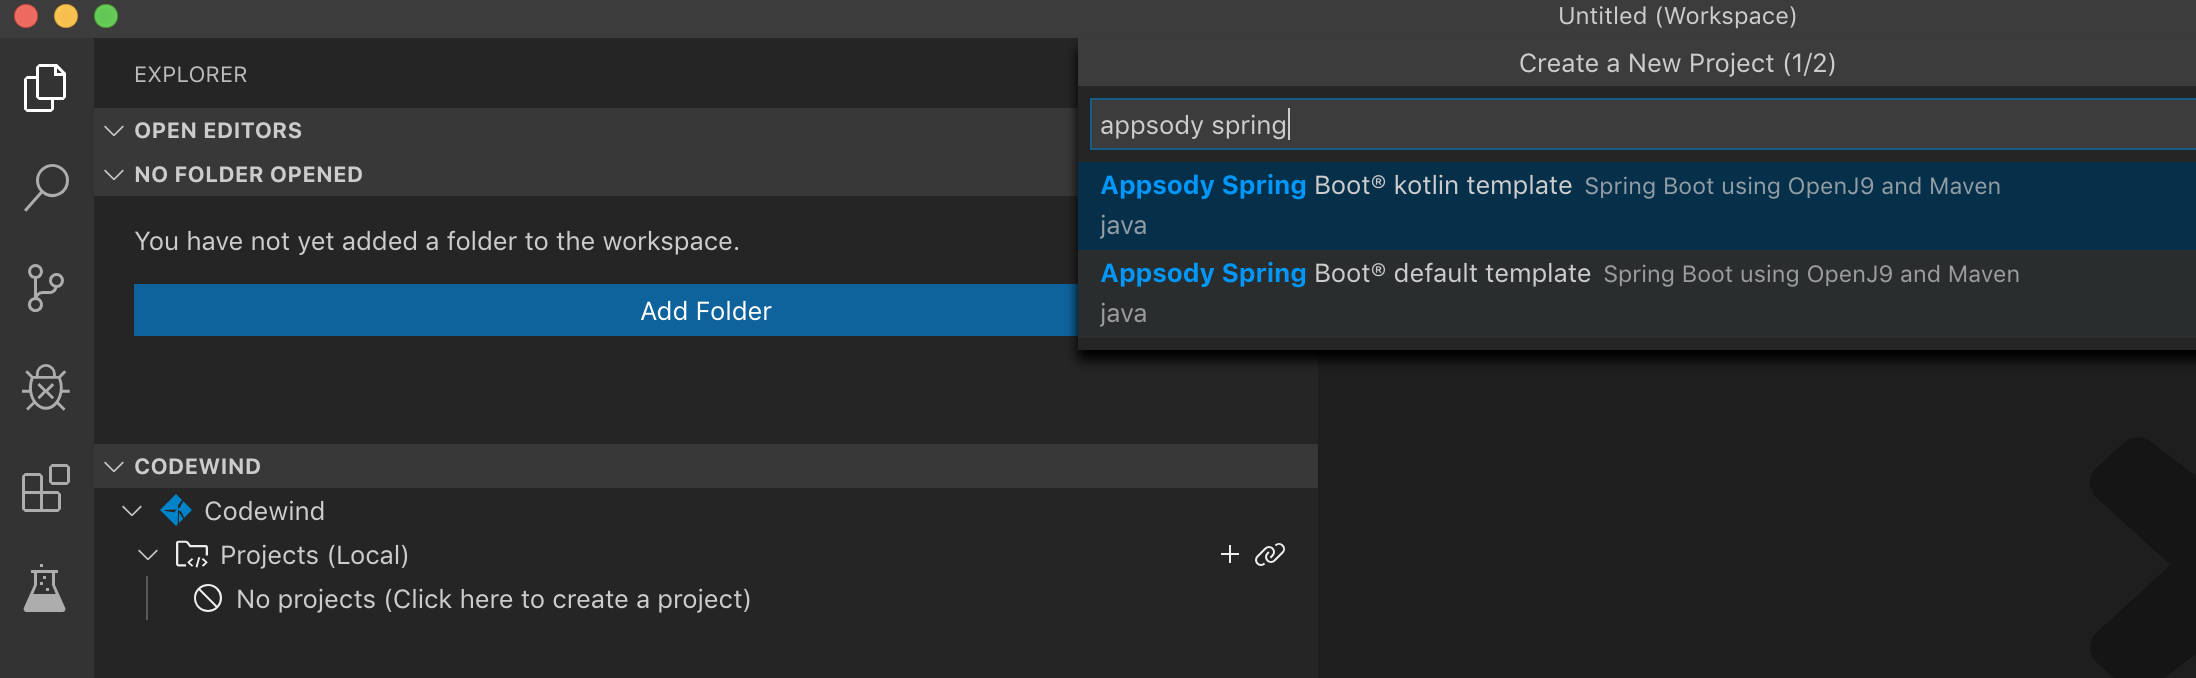 Untitled (Workspace)
EXPLORER
OPEN EDITORS
NO FOLDER OPENED
You have not yet added a folder to the workspace.
Add Folder
CODEWIND
Codewind
Projects (Local)
No projects (Click here to create a project)
Create a New Project (1/2)
appsody spring
Appsody Spring Boot® kotlin template Spring Boot using OpenJ9 and Maven
java
Appsody Spring Boot® default template Spring Boot using OpenJ9 and Maven
java